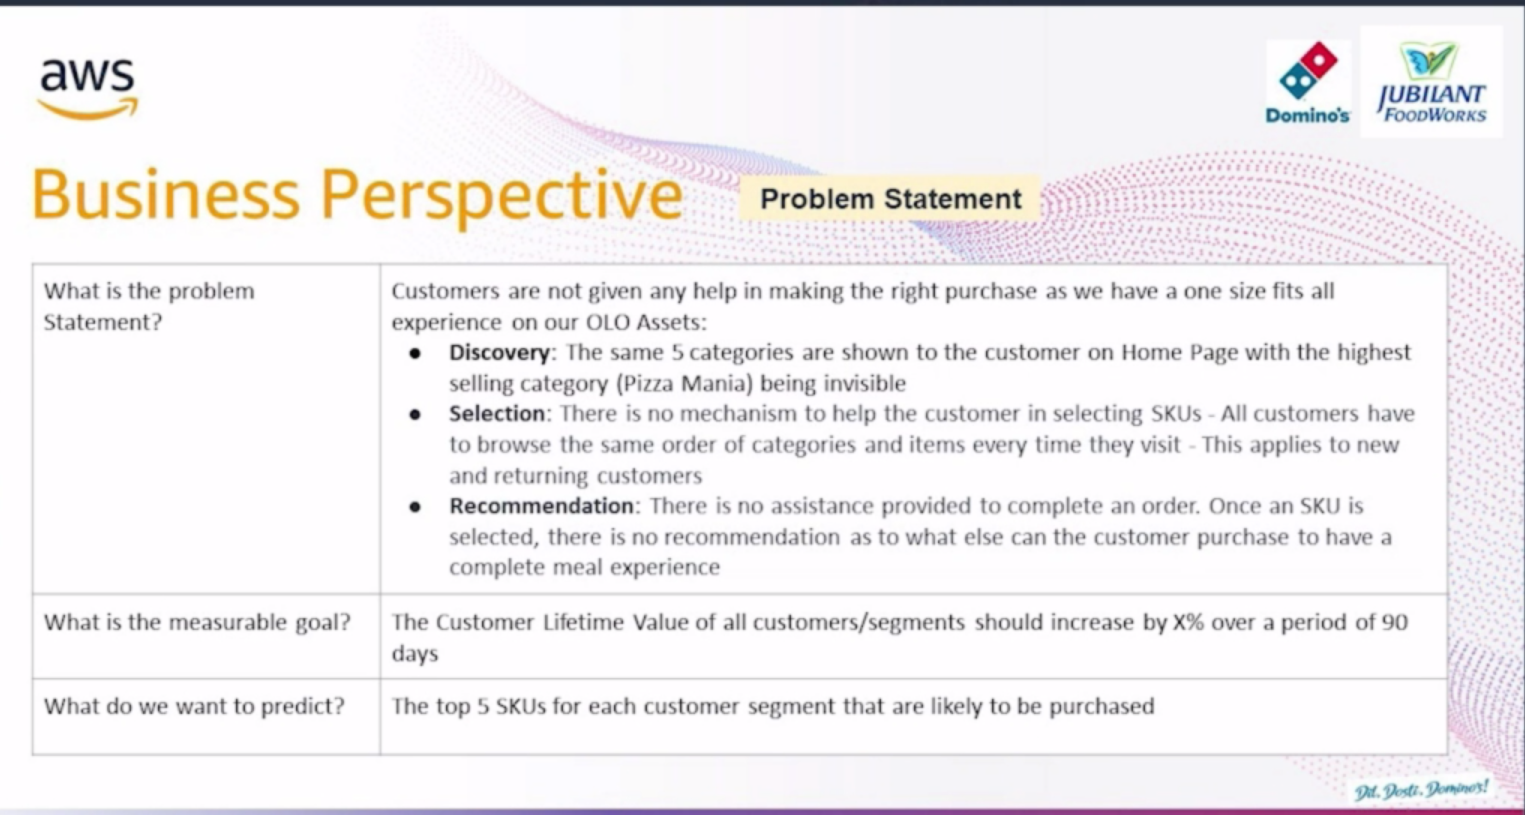 aws
Domino's
JUBILANT
FOODWORKS
Business Perspective
Problem Statement
What is the problem
Statement?
Customers are not given any help in making the right purchase as we have a one size fits all
experience on our OLO Assets:
● Discovery: The same 5 categories are shown to the customer on Home Page with the highest
selling category (Pizza Mania) being invisible
● Selection: There is no mechanism to help the customer in selecting SKUs - All customers have
to browse the same order of categories and items every time they visit - This applies to new
and returning customers
● Recommendation: There is no assistance provided to complete an order. Once an SKU is
selected, there is no recommendation as to what else can the customer purchase to have a
complete meal experience
What is the measurable goal?
The Customer Lifetime Value of all customers/segments should increase by X% over a period of 90
days
What do we want to predict?
The top 5 SKUs for each customer segment that are likely to be purchased
Dil. Dosti. Domino's!